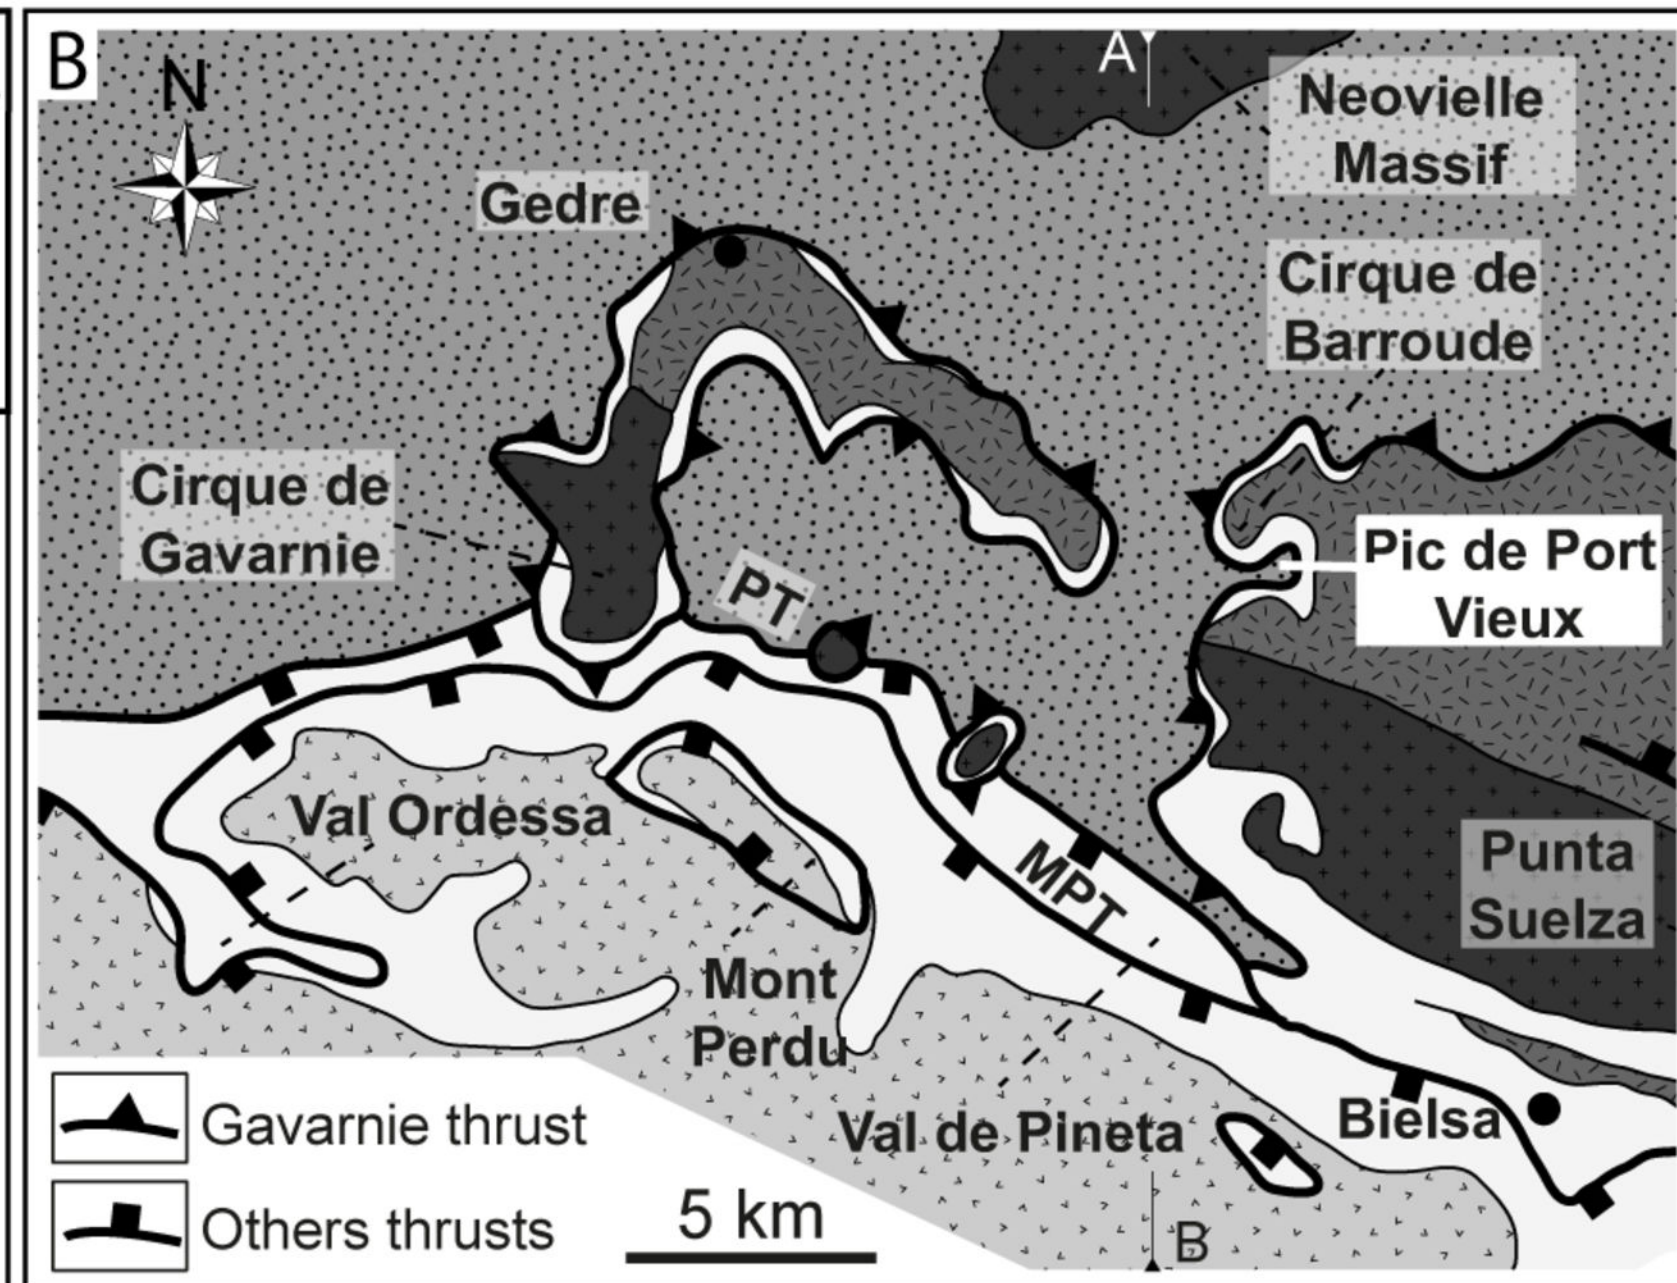 B
N
A
Neovielle
Massif
Gedre
Cirque de
Barroude
Cirque de
Gavarnie
Pic de Port
Vieux
PT
Val Ordessa
Punta
Suelza
MPT
Mont
Perdu
Val de Pineta
Bielsa
Gavarnie thrust
Others thrusts
5 km
B